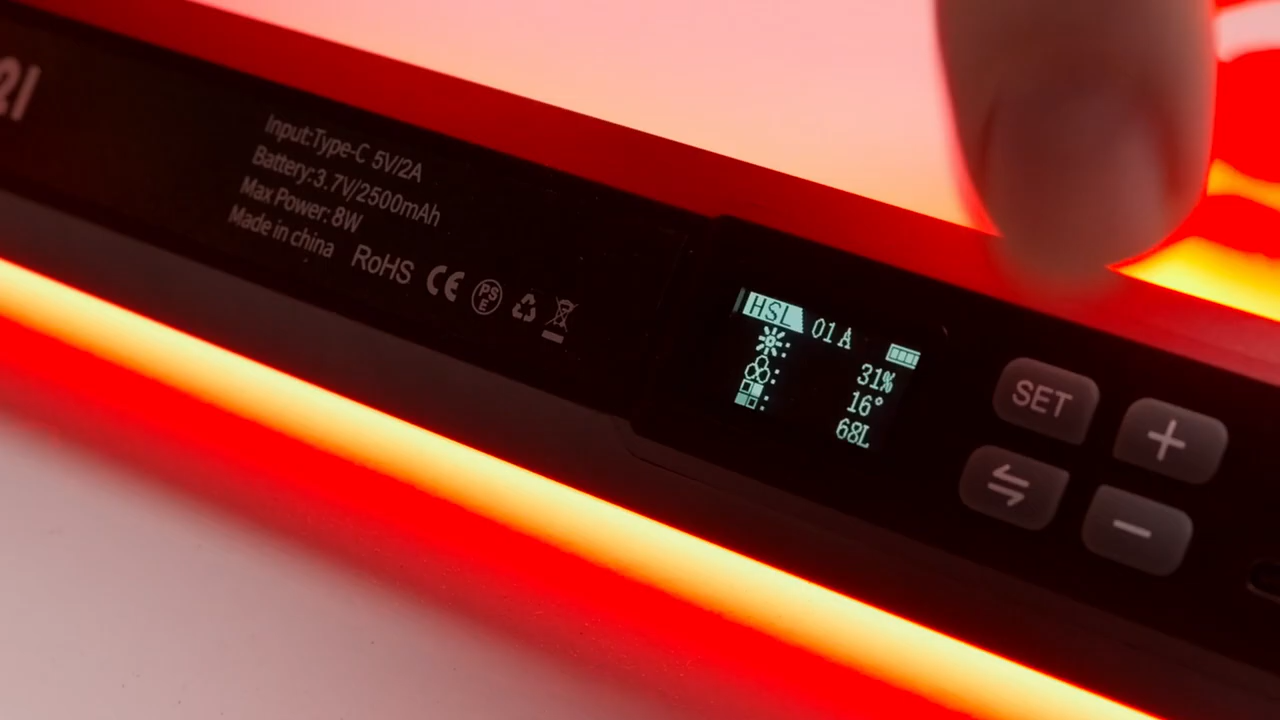 Input:Type-C 5V/2A
Battery:3.7V/2500mAh
Max Power: 8W
Made in china RoHS CE PSE
HSL 01A
: 31%
: 16°
: 68L
SET
+
−